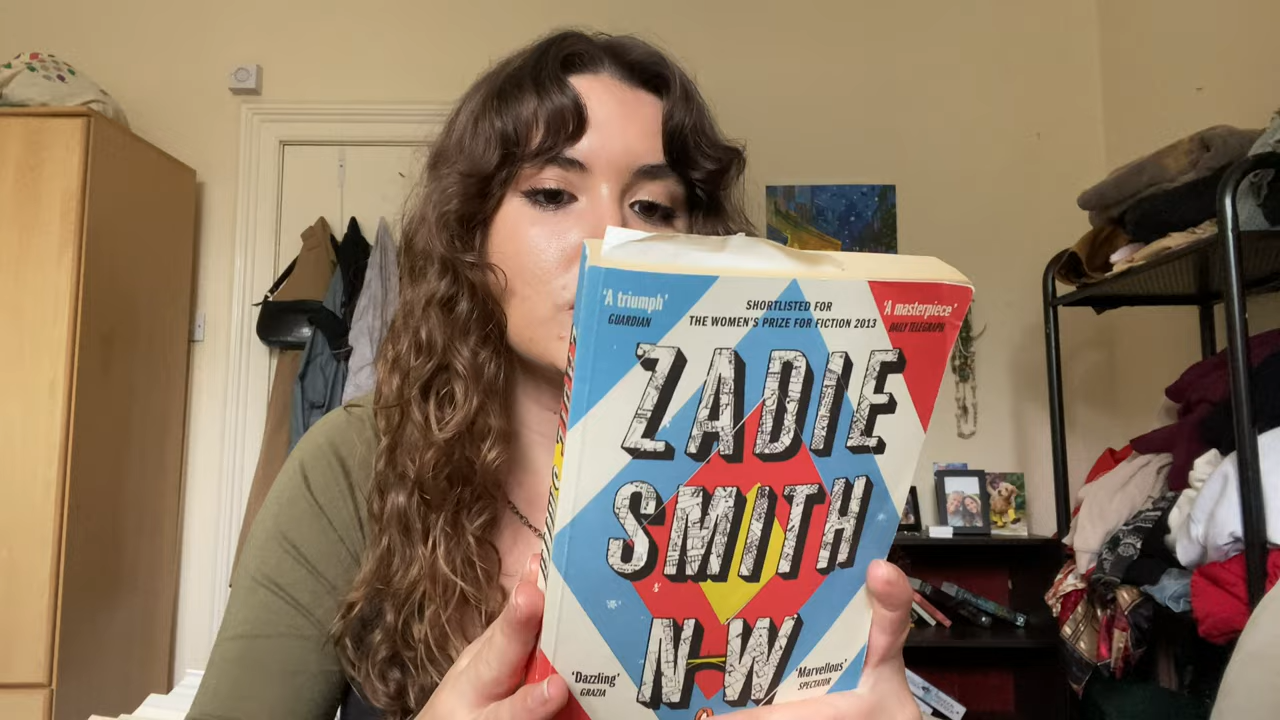 'A triumph'
GUARDIAN
SHORTLISTED FOR
THE WOMEN'S PRIZE FOR FICTION 2013
'A masterpiece'
DAILY TELEGRAPH
ZADIE
SMITH
NW
'Dazzling'
GRAZIA
'Marvellous'
SPECTATOR